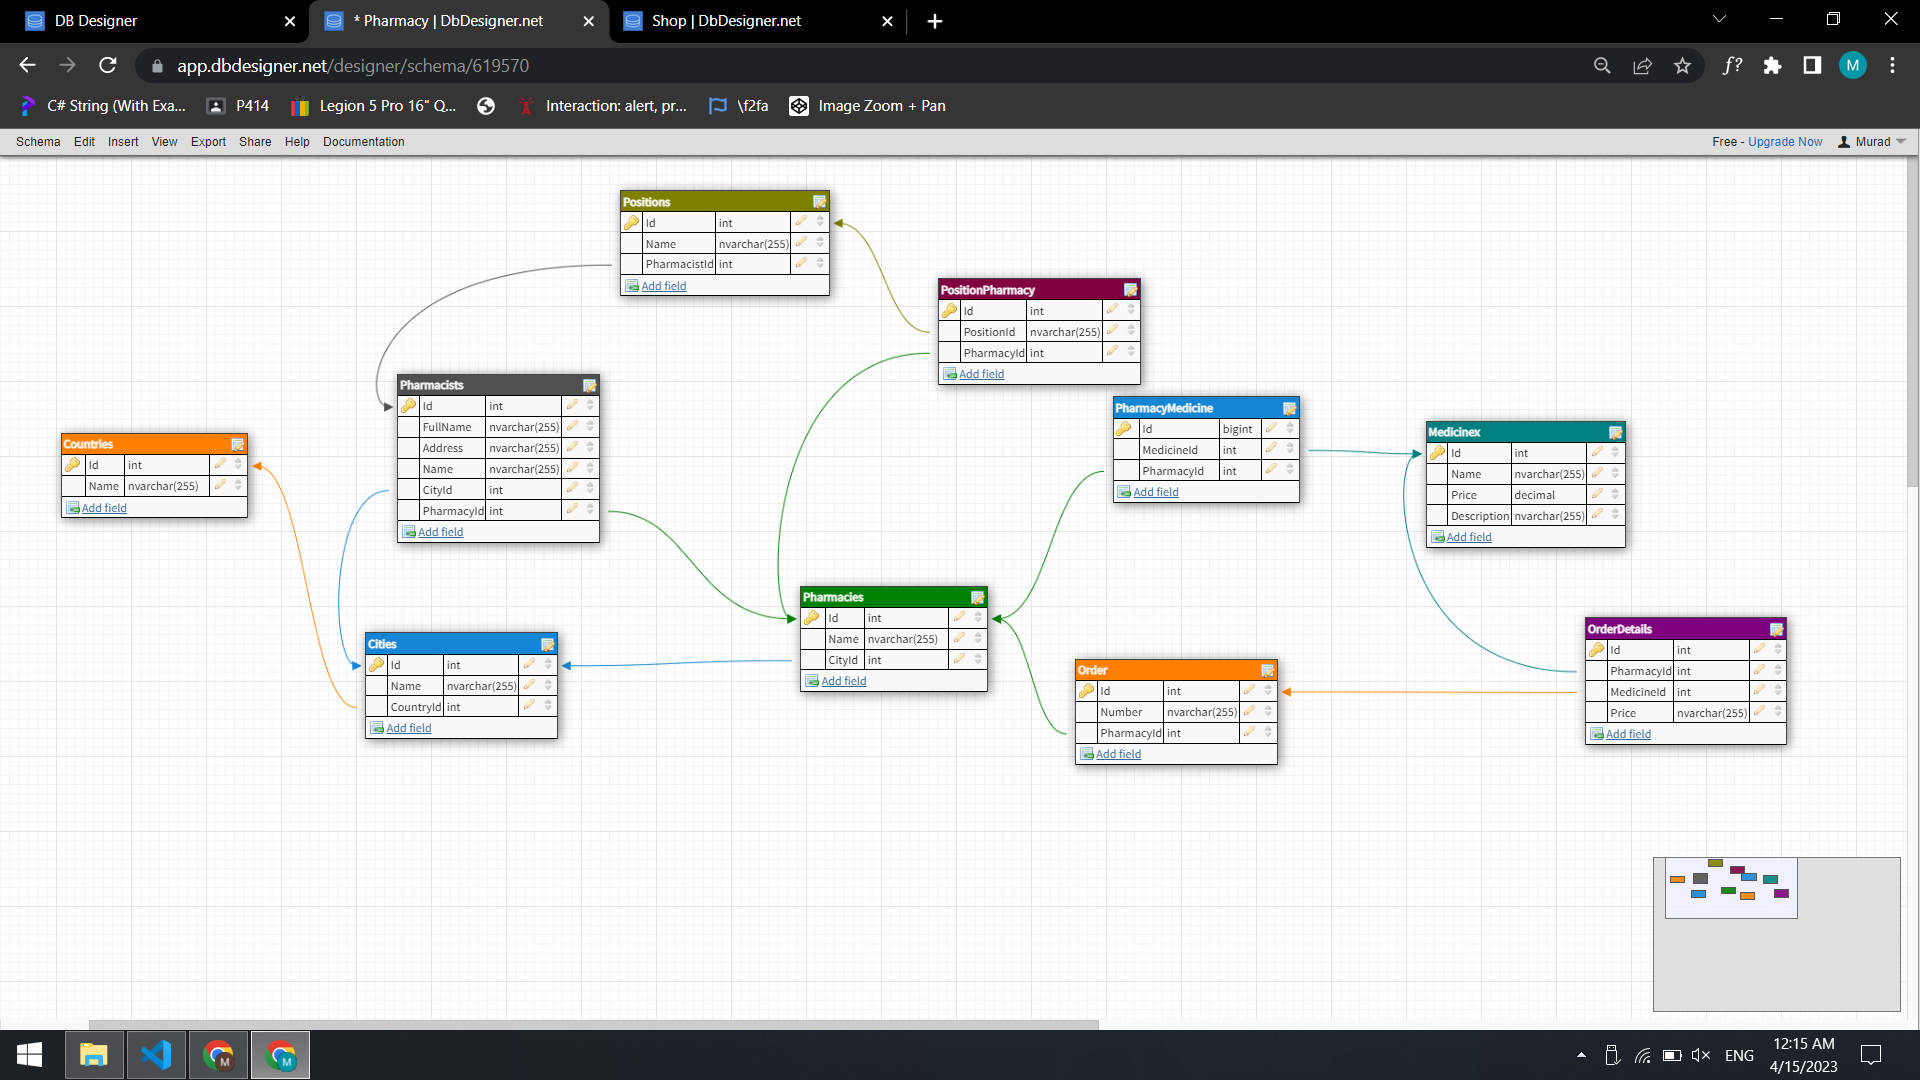 DB Designer
* Pharmacy | DbDesigner.net
Shop | DbDesigner.net
app.dbdesigner.net/designer/schema/619570
f?
M
C# String (With Exa...
P414
Legion 5 Pro 16" Q...
Interaction: alert, pr...
\f2fa
Image Zoom + Pan
Schema Edit Insert View Export Share Help Documentation
Free - Upgrade Now
Murad
Positions
Id int
Name nvarchar(255)
PharmacistId int
Add field
PositionPharmacy
Id int
PositionId nvarchar(255)
PharmacyId int
Add field
Pharmacists
Id int
FullName nvarchar(255)
Address nvarchar(255)
Name nvarchar(255)
CityId int
PharmacyId int
Add field
PharmacyMedicine
Id bigint
MedicineId int
PharmacyId int
Add field
Medicinex
Id int
Name nvarchar(255)
Price decimal
Description nvarchar(255)
Add field
Countries
Id int
Name nvarchar(255)
Add field
Pharmacies
Id int
Name nvarchar(255)
CityId int
Add field
OrderDetails
Id int
PharmacyId int
MedicineId int
Price nvarchar(255)
Add field
Cities
Id int
Name nvarchar(255)
CountryId int
Add field
Order
Id int
Number nvarchar(255)
PharmacyId int
Add field
M
M
ENG
12:15 AM
4/15/2023